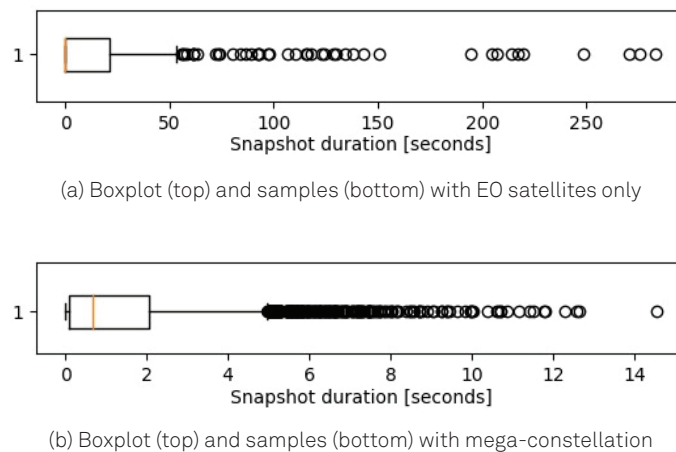 1
0 50 100 150 200 250
Snapshot duration [seconds]
(a) Boxplot (top) and samples (bottom) with EO satellites only
1
0 2 4 6 8 10 12 14
Snapshot duration [seconds]
(b) Boxplot (top) and samples (bottom) with mega-constellation